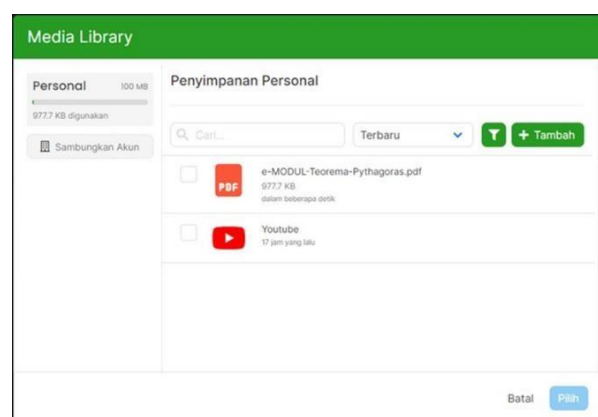 Media Library
Personal 100 MB
977.7 KB digunakan
Sambungkan Akun
Penyimpanan Personal
Cari...
Terbaru
+ Tambah
PDF
e-MODUL-Teorema-Pythagoras.pdf
977.7 KB
dalam beberapa detik
Youtube
17 jam yang lalu
Batal
Pilih